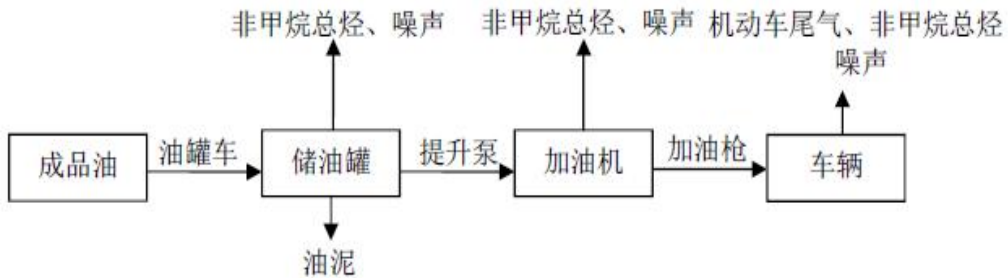 非甲烷总烃、噪声
非甲烷总烃、噪声
机动车尾气、非甲烷总烃
噪声
成品油
油罐车
储油罐
提升泵
加油机
加油枪
车辆
油泥